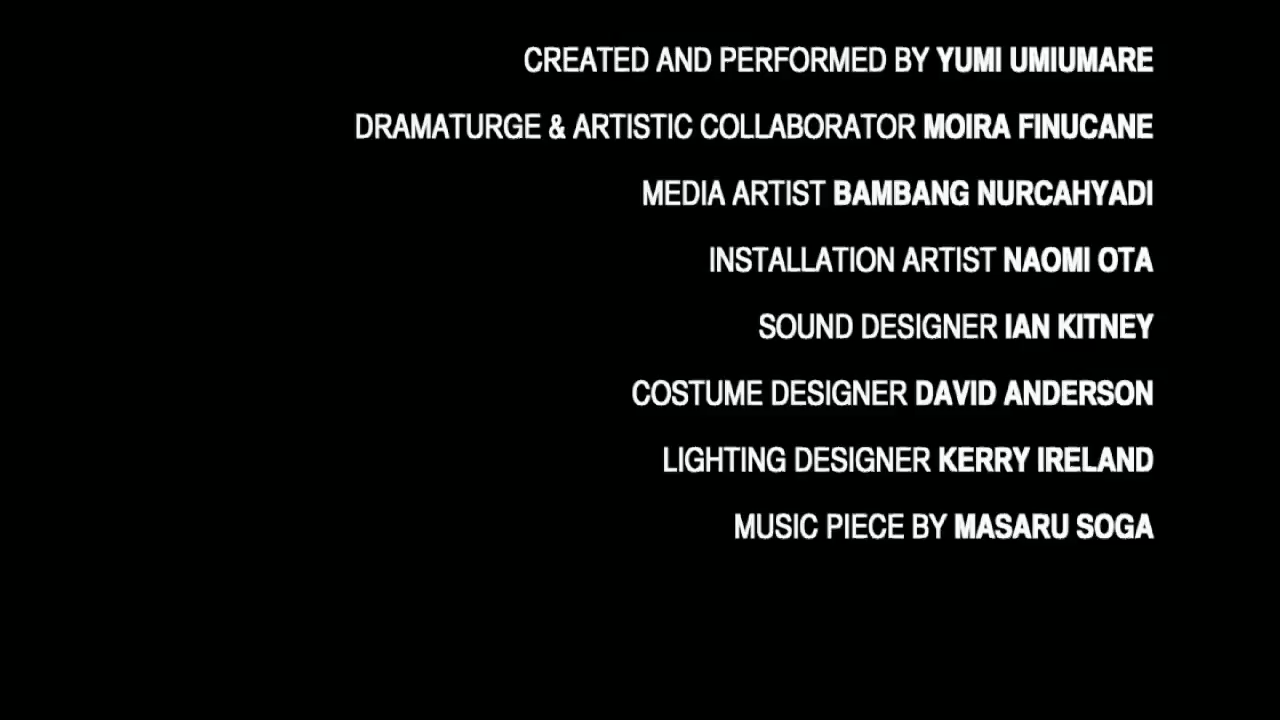 CREATED AND PERFORMED BY YUMI UMIUMARE
DRAMATURGE & ARTISTIC COLLABORATOR MOIRA FINUCANE
MEDIA ARTIST BAMBANG NURCAHYADI
INSTALLATION ARTIST NAOMI OTA
SOUND DESIGNER IAN KITNEY
COSTUME DESIGNER DAVID ANDERSON
LIGHTING DESIGNER KERRY IRELAND
MUSIC PIECE BY MASARU SOGA